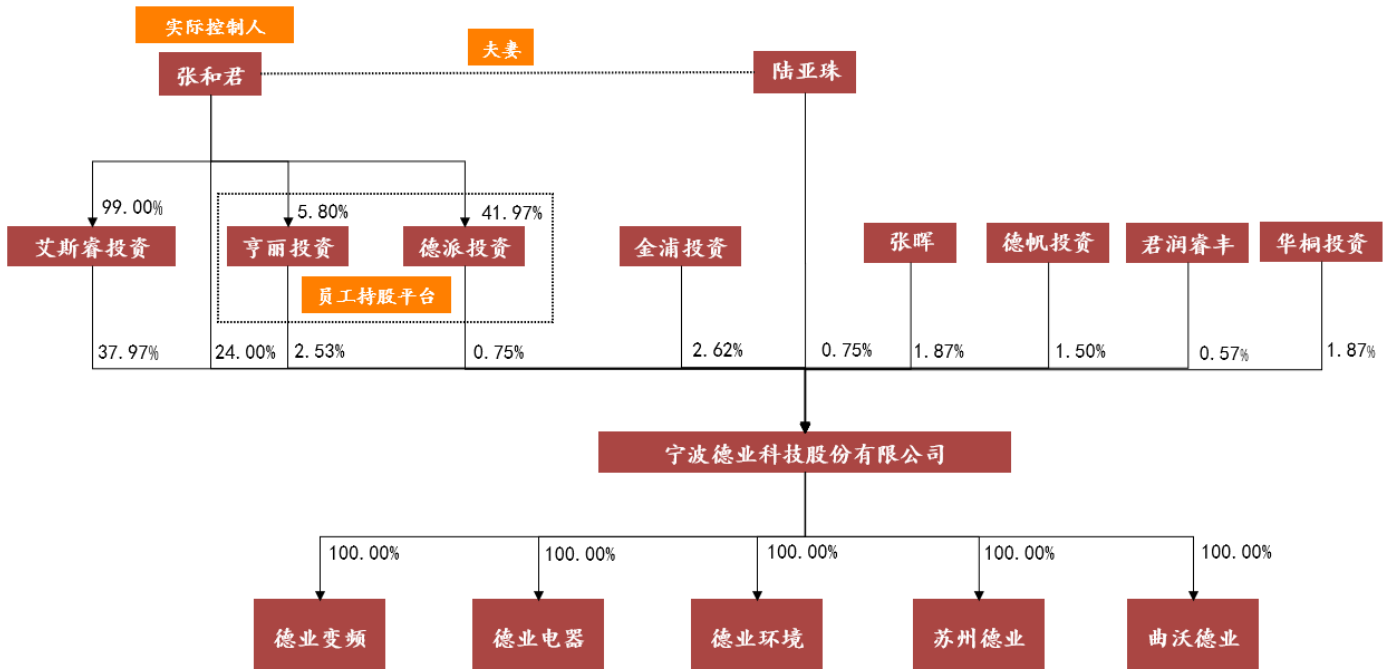 实际控制人
夫妻
张和君
陆亚珠
99.00%
5.80%
41.97%
艾斯睿投资
亨丽投资
德派投资
金浦投资
张晖
德帆投资
君润睿丰
华桐投资
员工持股平台
37.97%
24.00%
2.53%
0.75%
2.62%
0.75%
1.87%
1.50%
0.57%
1.87%
宁波德业科技股份有限公司
100.00%
100.00%
100.00%
100.00%
100.00%
德业变频
德业电器
德业环境
苏州德业
曲沃德业